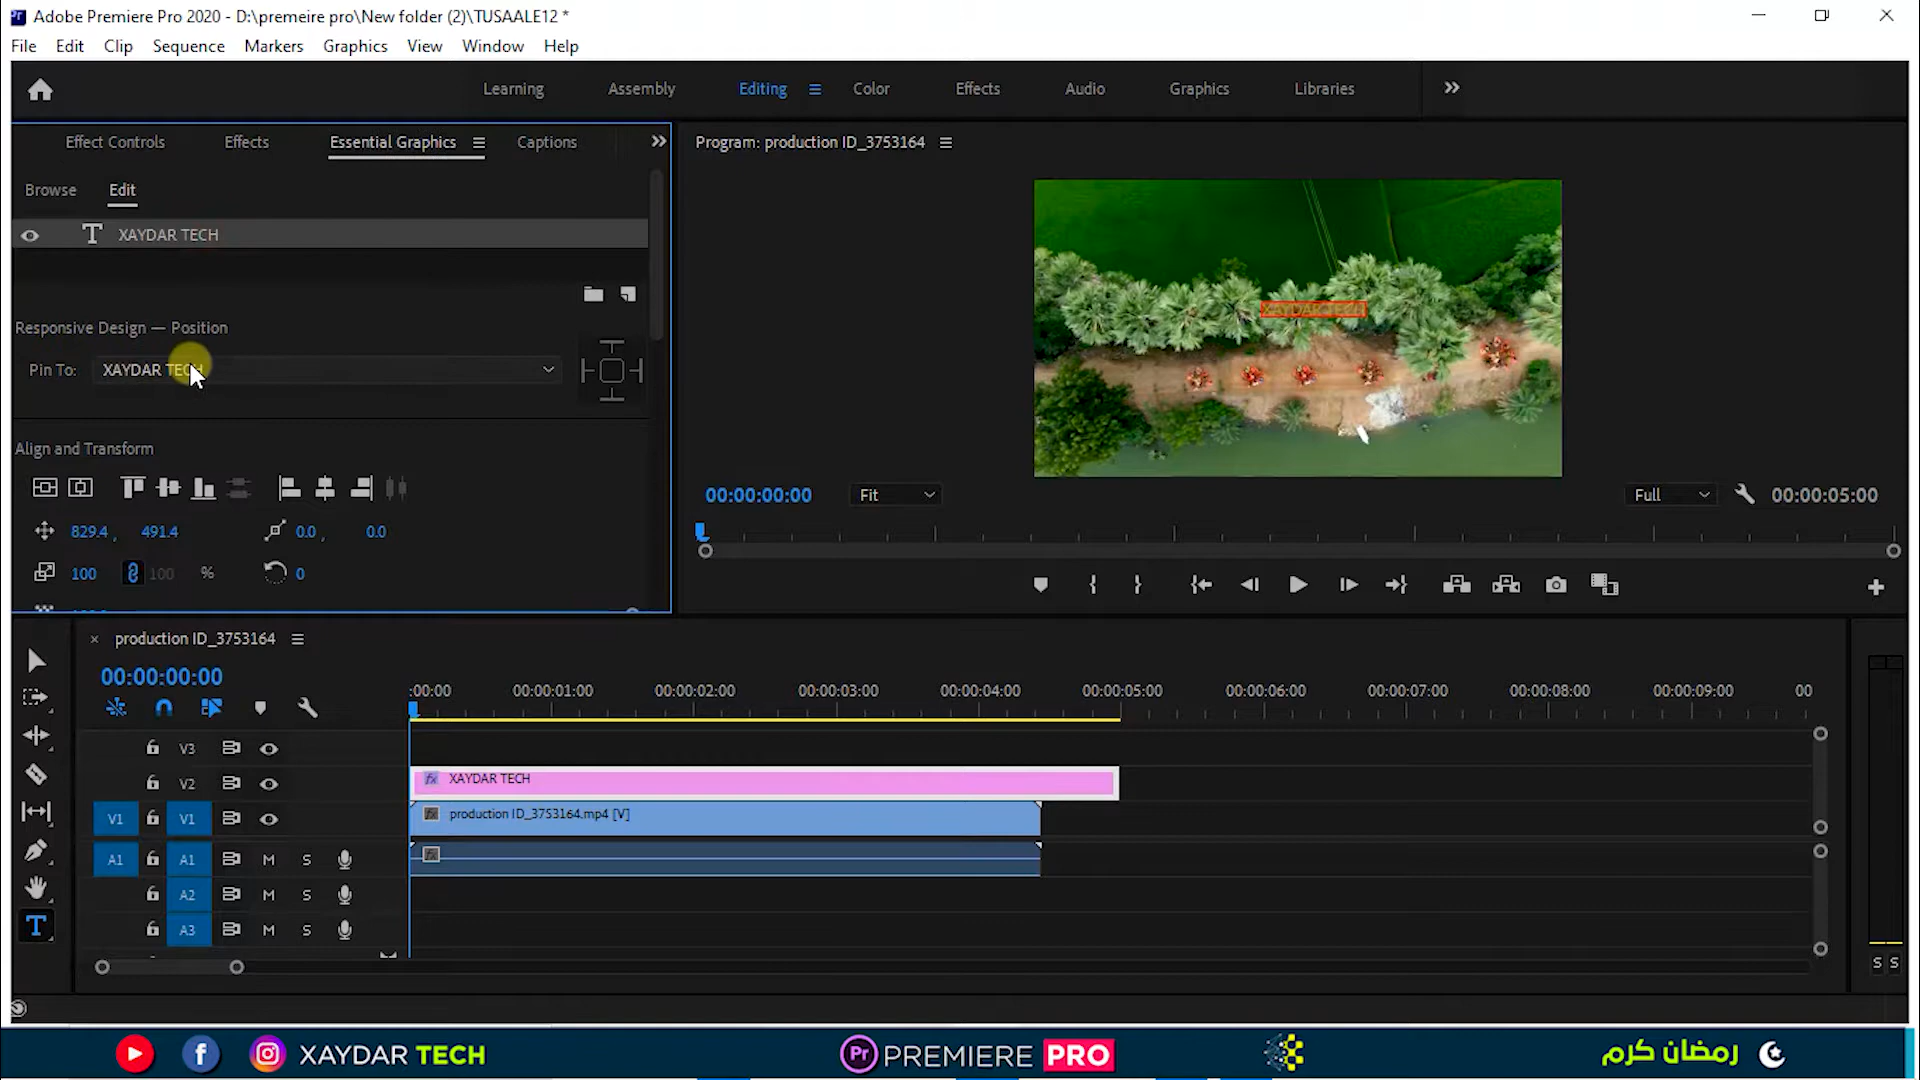 Adobe Premiere Pro 2020 - D:\premeire pro\New folder (2)\TUSAALE12 *
File Edit Clip Sequence Markers Graphics View Window Help
Learning Assembly Editing Color Effects Audio Graphics Libraries
Effect Controls Effects Essential Graphics Captions
Program: production ID_3753164
Browse Edit
XAYDAR TECH
XAYDAR TECH
Responsive Design — Position
Pin To: XAYDAR TECH
Align and Transform
829.4 , 491.4 0.0 , 0.0
100 100 % 0
00:00:00:00 Fit Full 00:00:05:00
production ID_3753164
00:00:00:00
:00:00 00:00:01:00 00:00:02:00 00:00:03:00 00:00:04:00 00:00:05:00 00:00:06:00 00:00:07:00 00:00:08:00 00:00:09:00 00
V3
V2 fx XAYDAR TECH
V1 V1 fx production ID_3753164.mp4 [V]
A1 A1 M S fx
A2 M S
A3 M S
S S
XAYDAR TECH Pr PREMIERE PRO رمضان كرم